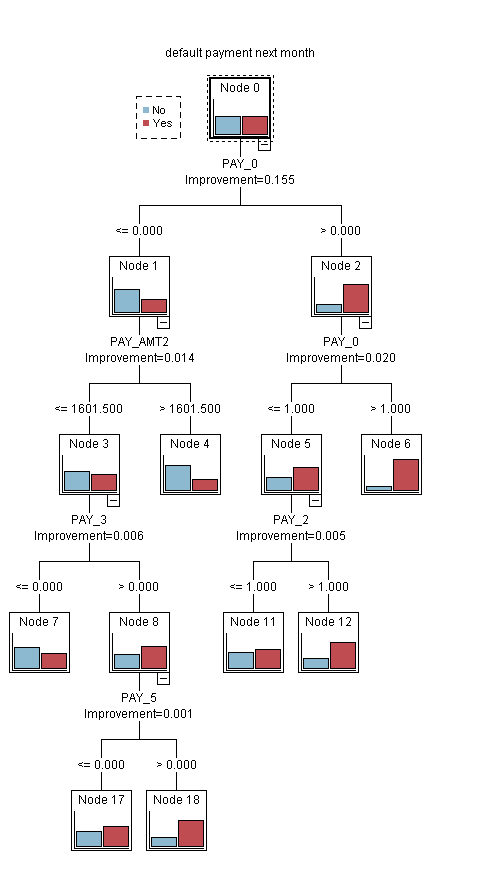 default payment next month
Node 0
No
Yes
PAY_0
Improvement=0.155
<= 0.000
> 0.000
Node 1
Node 2
PAY_AMT2
Improvement=0.014
PAY_0
Improvement=0.020
<= 1601.500
> 1601.500
<= 1.000
> 1.000
Node 3
Node 4
Node 5
Node 6
PAY_3
Improvement=0.006
PAY_2
Improvement=0.005
<= 0.000
> 0.000
<= 1.000
> 1.000
Node 7
Node 8
Node 11
Node 12
PAY_5
Improvement=0.001
<= 0.000
> 0.000
Node 17
Node 18